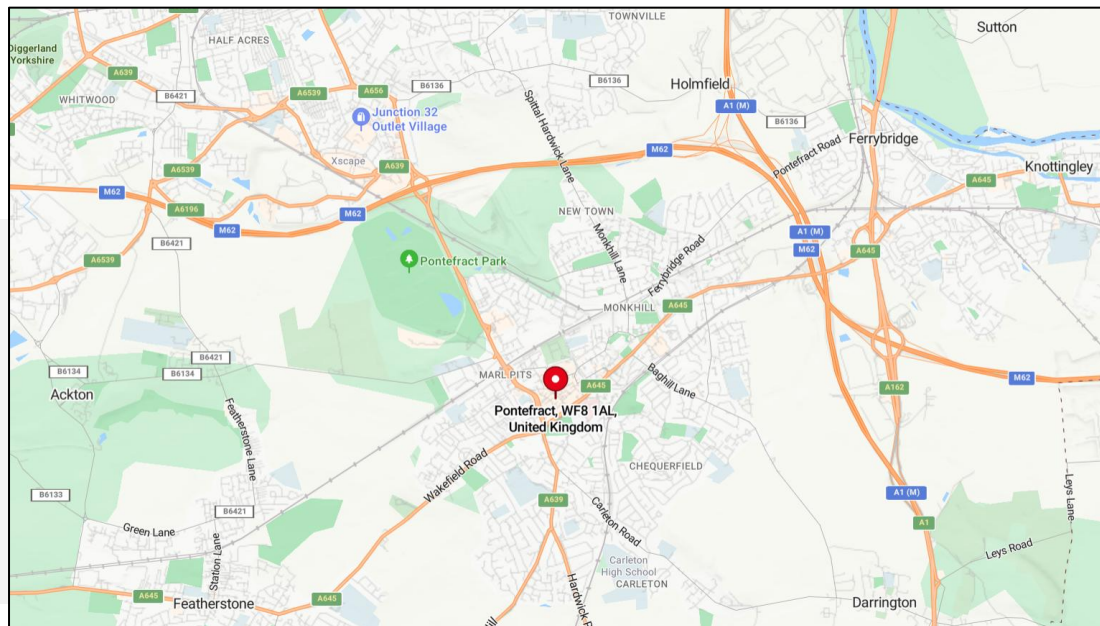 TOWNVILLE
Sutton
HALF ACRES
Diggerland
Yorkshire
A639
B6136
B6136
Holmfield
WHITWOOD
B6421
A6539
A656
A1 (M)
Junction 32
Outlet Village
B6136
Spittal Hardwick Lane
Ferrybridge
Pontefract Road
M62
Xscape
A639
A6539
Knottingley
A645
M62
A6196
M62
M62
NEW TOWN
Monkhill Lane
A1 (M)
M62
B6421
A6539
Pontefract Park
Ferrybridge Road
A645
MONKHILL
A645
B6421
B6134
B6134
MARL PITS
A645
Baghill Lane
M62
A162
Ackton
Pontefract, WF8 1AL,
United Kingdom
Featherstone Lane
Wakefield Road
CHEQUERFIELD
B6133
B6421
A639
Carleton Road
A1 (M)
Leys Lane
A1
Green Lane
Station Lane
Leys Road
Carleton
High School
CARLETON
Hardwick R
A645
Featherstone
A645
Darrington